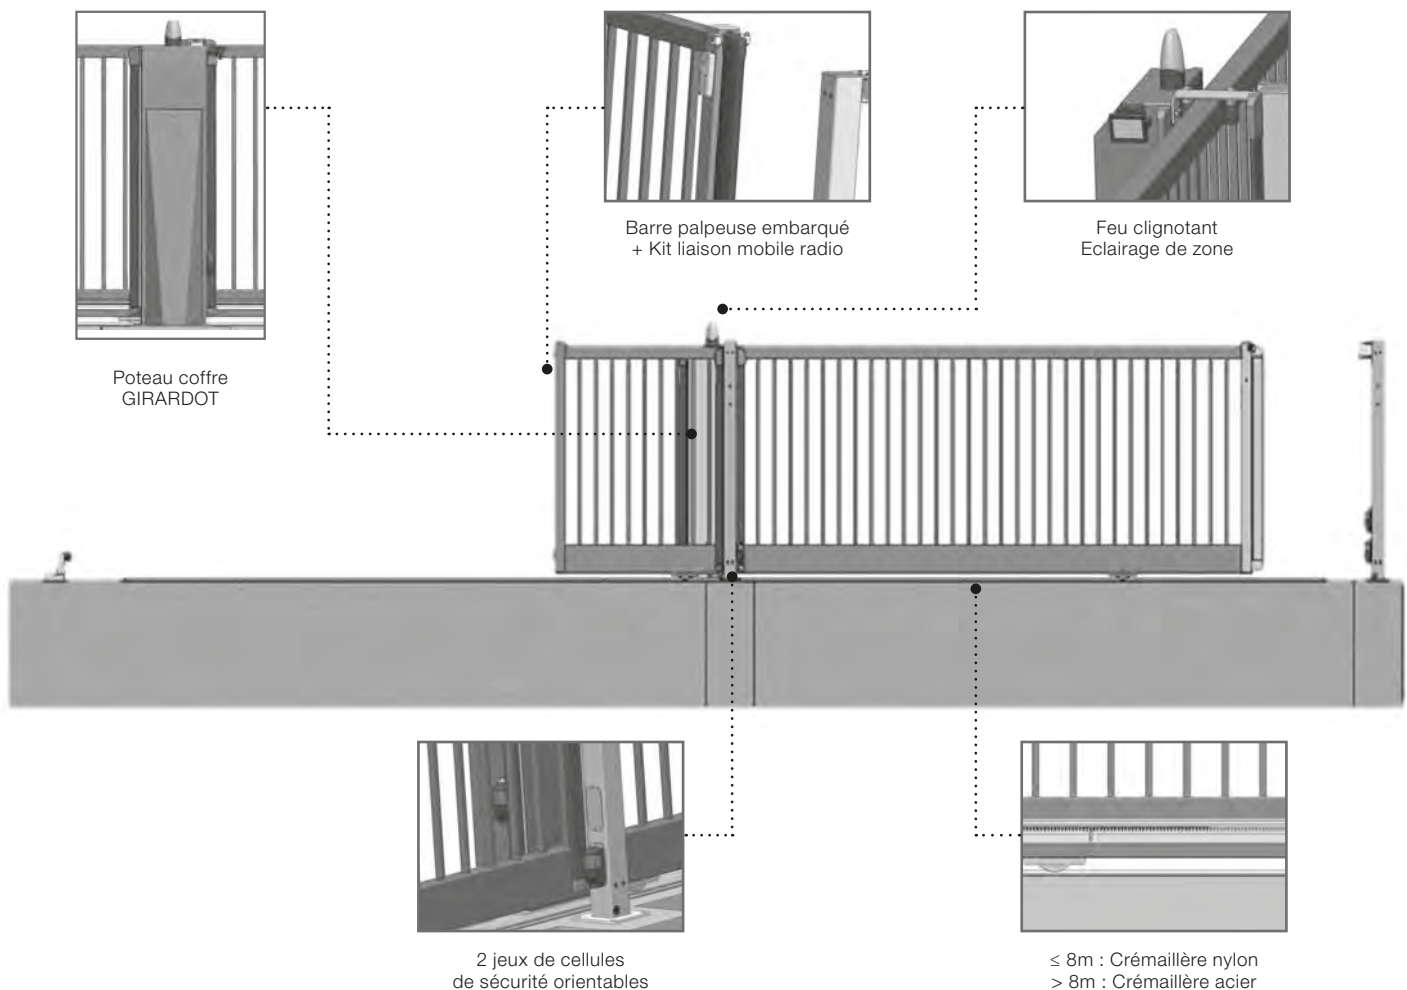 Barre palpeuse embarqué
+ Kit liaison mobile radio
Feu clignotant
Eclairage de zone
Poteau coffre
GIRARDOT
2 jeux de cellules
de sécurité orientables
≤ 8m : Crémaillère nylon
> 8m : Crémaillère acier